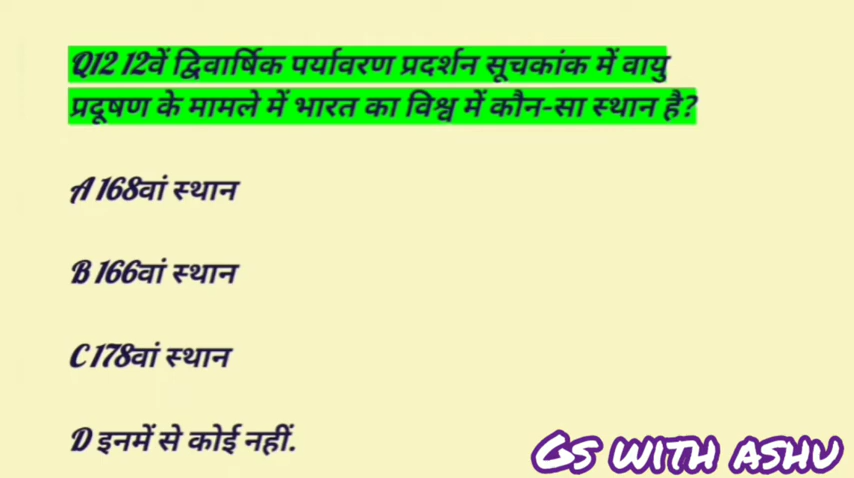 Q12 12वें द्विवार्षिक पर्यावरण प्रदर्शन सूचकांक में वायु
प्रदूषण के मामले में भारत का विश्व में कौन-सा स्थान है?
A 168वां स्थान
B 166वां स्थान
C 178वां स्थान
D इनमें से कोई नहीं.
GS WITH ASHU